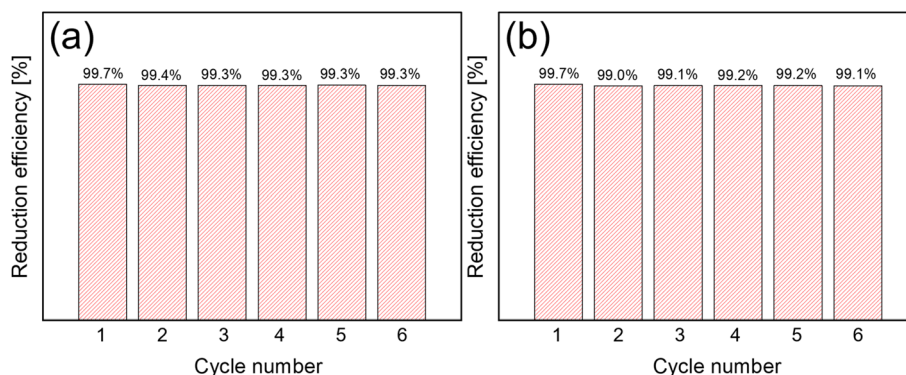 (a)
Reduction efficiency [%]
99.7% 99.4% 99.3% 99.3% 99.3% 99.3%
1 2 3 4 5 6
Cycle number
(b)
Reduction efficiency [%]
99.7% 99.0% 99.1% 99.2% 99.2% 99.1%
1 2 3 4 5 6
Cycle number